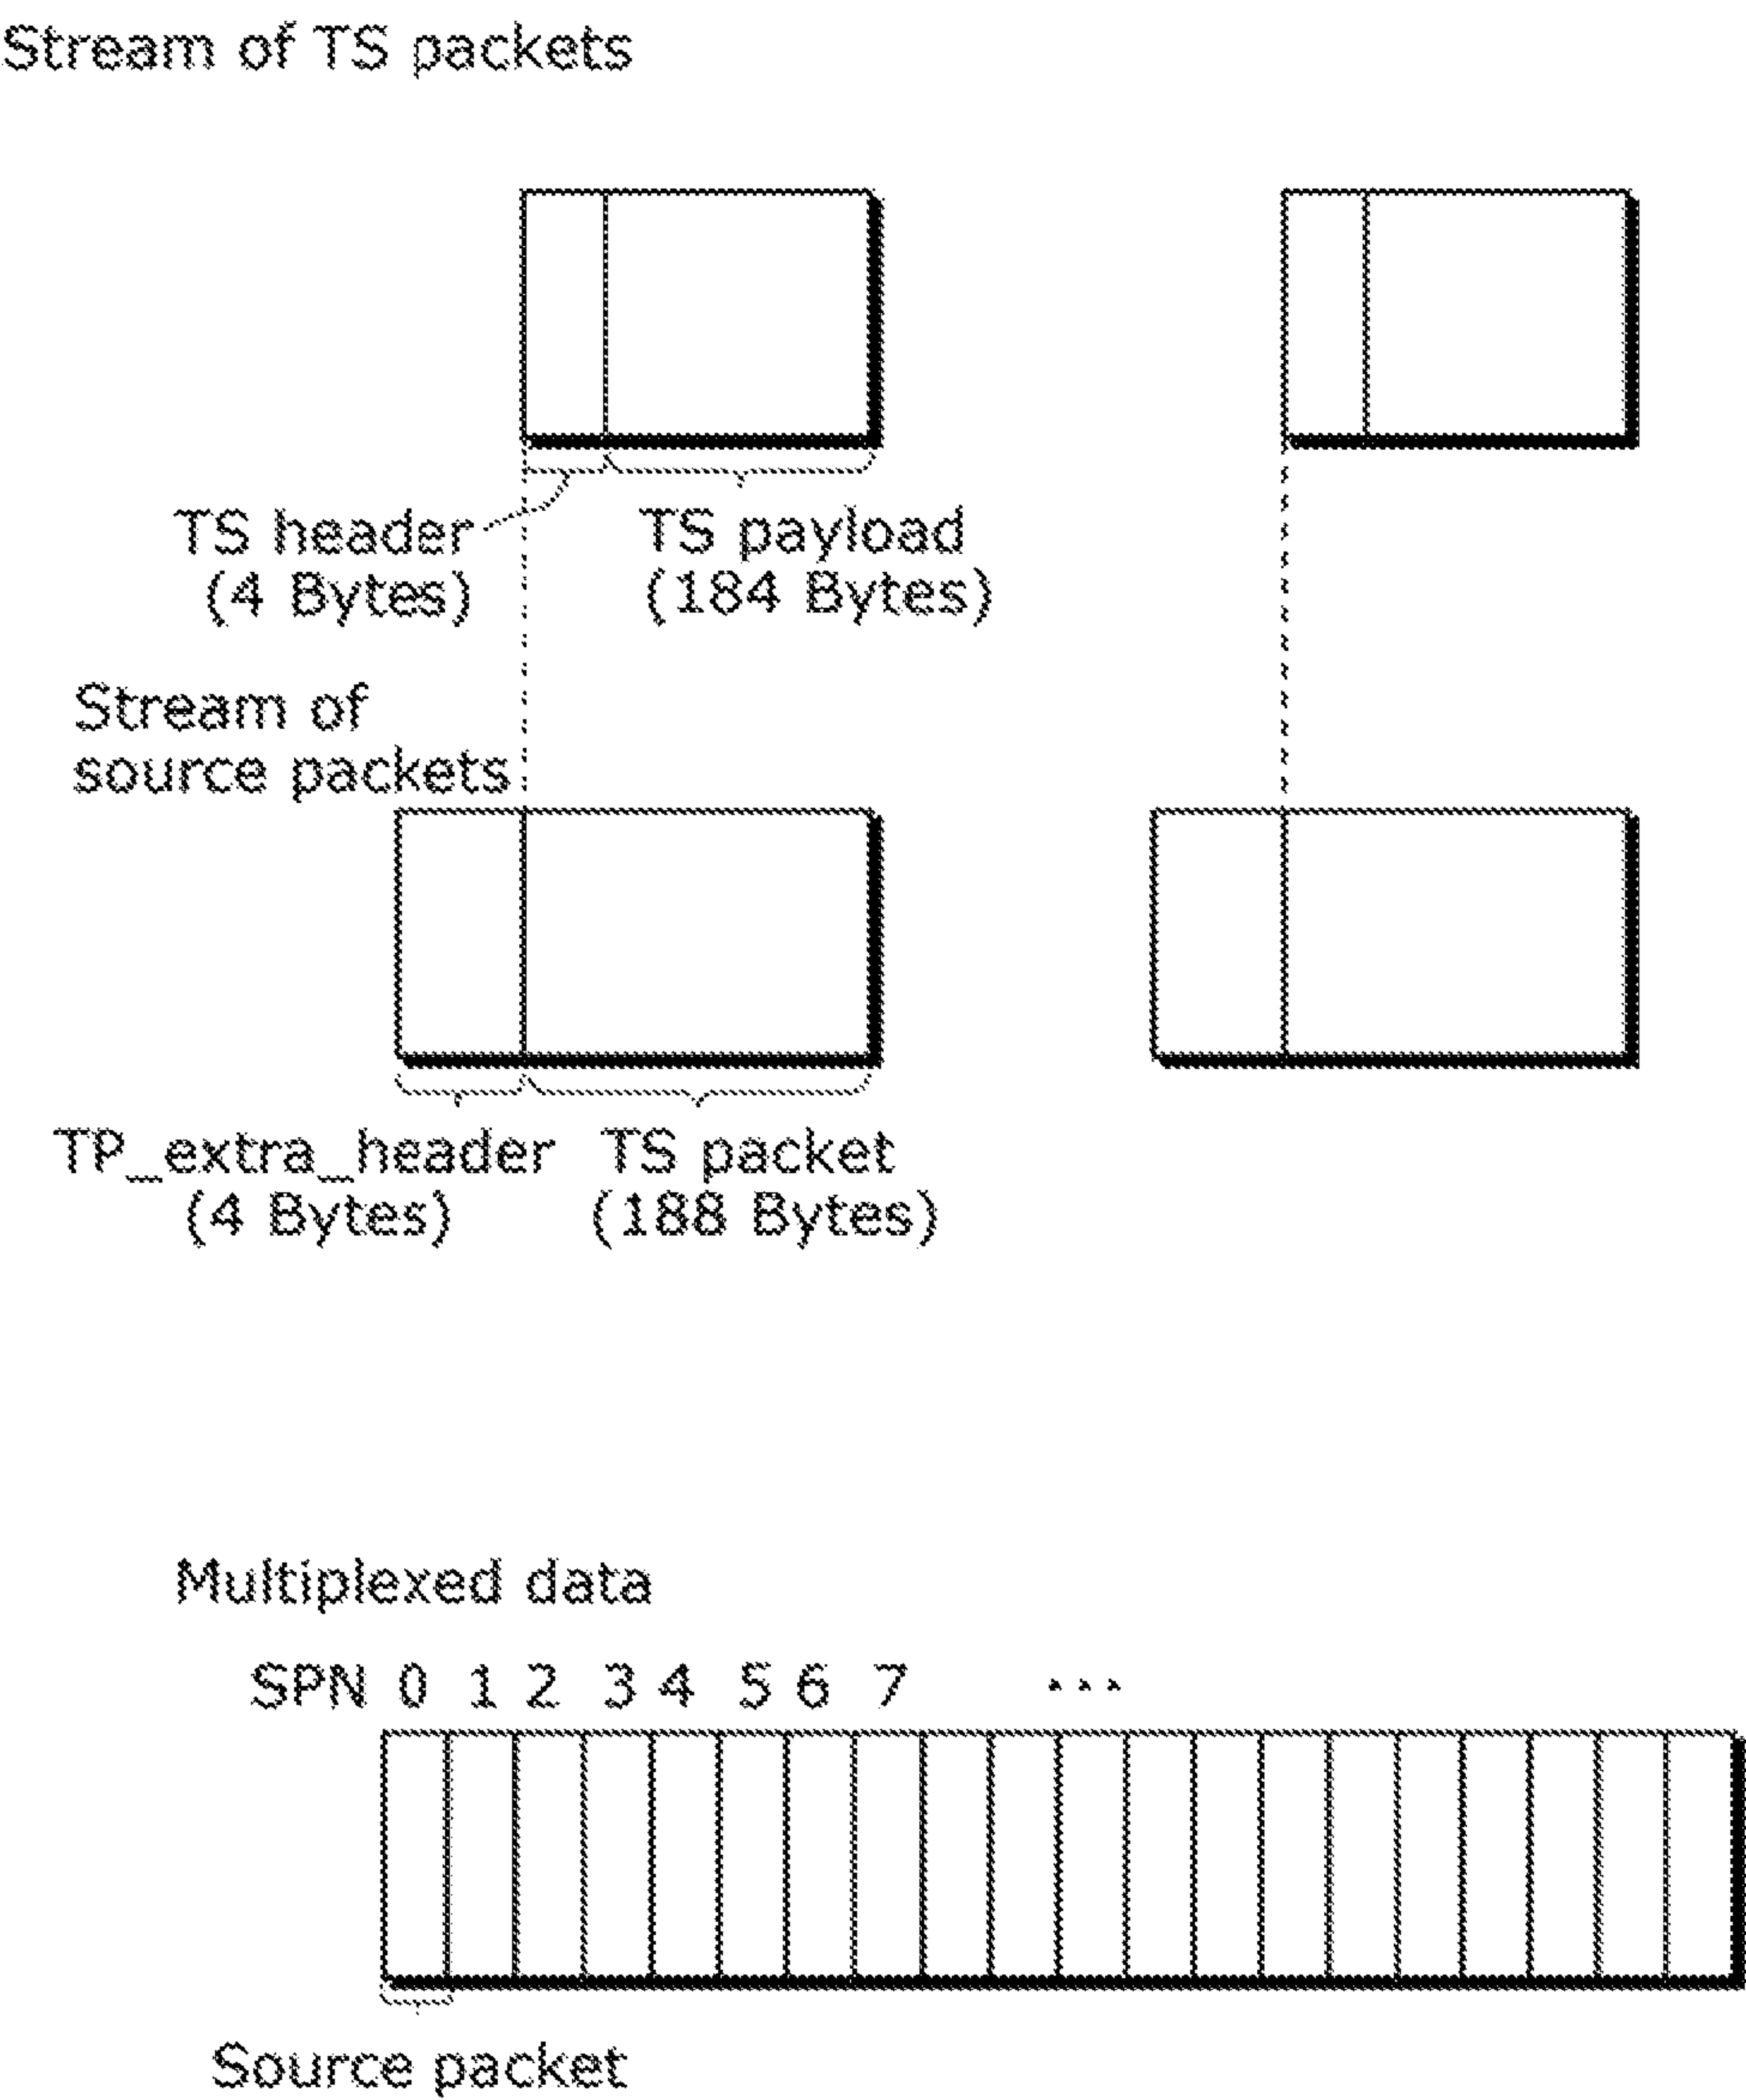 Stream of TS packets
TS header
(4 Bytes)
TS payload
(184 Bytes)
Stream of
source packets
TP_extra_header
(4 Bytes)
TS packet
(188 Bytes)
Multiplexed data
SPN 0 1 2 3 4 5 6 7 ...
Source packet